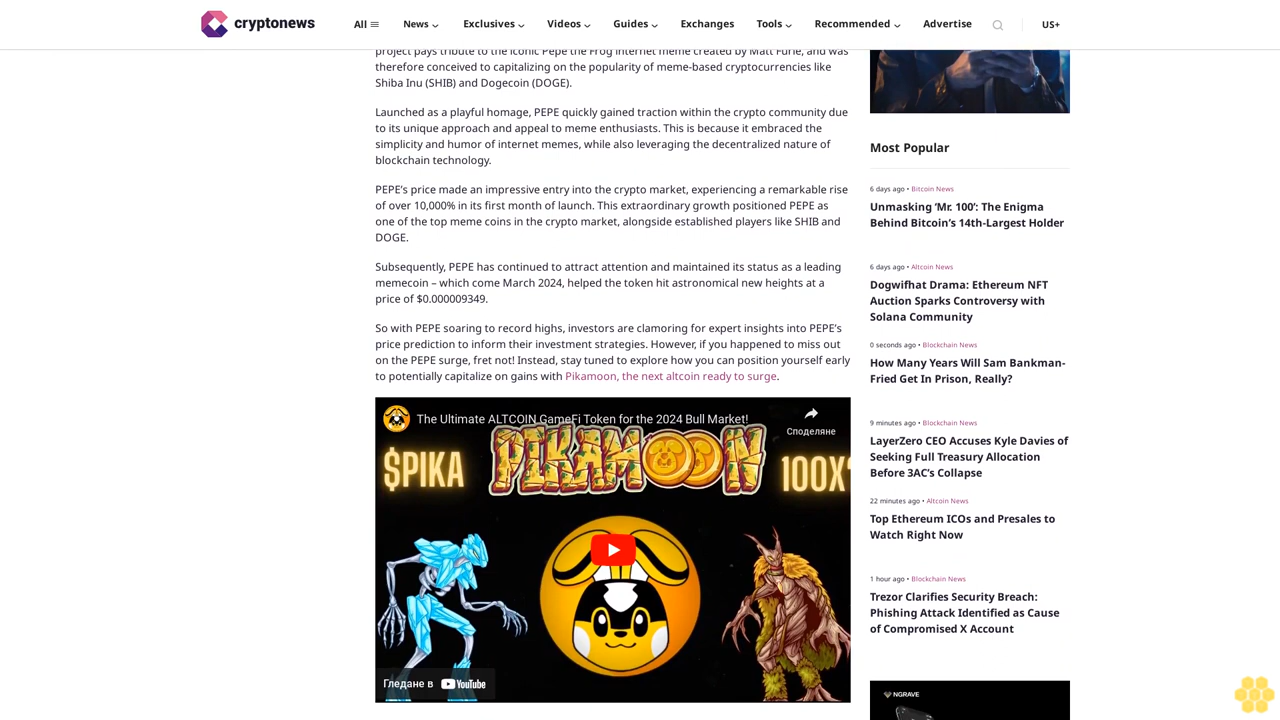 cryptonews
All
News
Exclusives
Videos
Guides
Exchanges
Tools
Recommended
Advertise
US+
project pays tribute to the iconic Pepe the Frog internet meme created by Matt Furie, and was
therefore conceived to capitalizing on the popularity of meme-based cryptocurrencies like
Shiba Inu (SHIB) and Dogecoin (DOGE).
Launched as a playful homage, PEPE quickly gained traction within the crypto community due
to its unique approach and appeal to meme enthusiasts. This is because it embraced the
simplicity and humor of internet memes, while also leveraging the decentralized nature of
blockchain technology.
PEPE’s price made an impressive entry into the crypto market, experiencing a remarkable rise
of over 10,000% in its first month of launch. This extraordinary growth positioned PEPE as
one of the top meme coins in the crypto market, alongside established players like SHIB and
DOGE.
Subsequently, PEPE has continued to attract attention and maintained its status as a leading
memecoin – which come March 2024, helped the token hit astronomical new heights at a
price of $0.000009349.
So with PEPE soaring to record highs, investors are clamoring for expert insights into PEPE’s
price prediction to inform their investment strategies. However, if you happened to miss out
on the PEPE surge, fret not! Instead, stay tuned to explore how you can position yourself early
to potentially capitalize on gains with Pikamoon, the next altcoin ready to surge.
The Ultimate ALTCOIN GameFi Token for the 2024 Bull Market!
Споделяне
$PIKA
PIKAMOON
100X?
Гледане в YouTube
Most Popular
6 days ago • Bitcoin News
Unmasking ‘Mr. 100’: The Enigma
Behind Bitcoin’s 14th-Largest Holder
6 days ago • Altcoin News
Dogwifhat Drama: Ethereum NFT
Auction Sparks Controversy with
Solana Community
0 seconds ago • Blockchain News
How Many Years Will Sam Bankman-
Fried Get In Prison, Really?
9 minutes ago • Blockchain News
LayerZero CEO Accuses Kyle Davies of
Seeking Full Treasury Allocation
Before 3AC’s Collapse
22 minutes ago • Altcoin News
Top Ethereum ICOs and Presales to
Watch Right Now
1 hour ago • Blockchain News
Trezor Clarifies Security Breach:
Phishing Attack Identified as Cause
of Compromised X Account
NGRAVE